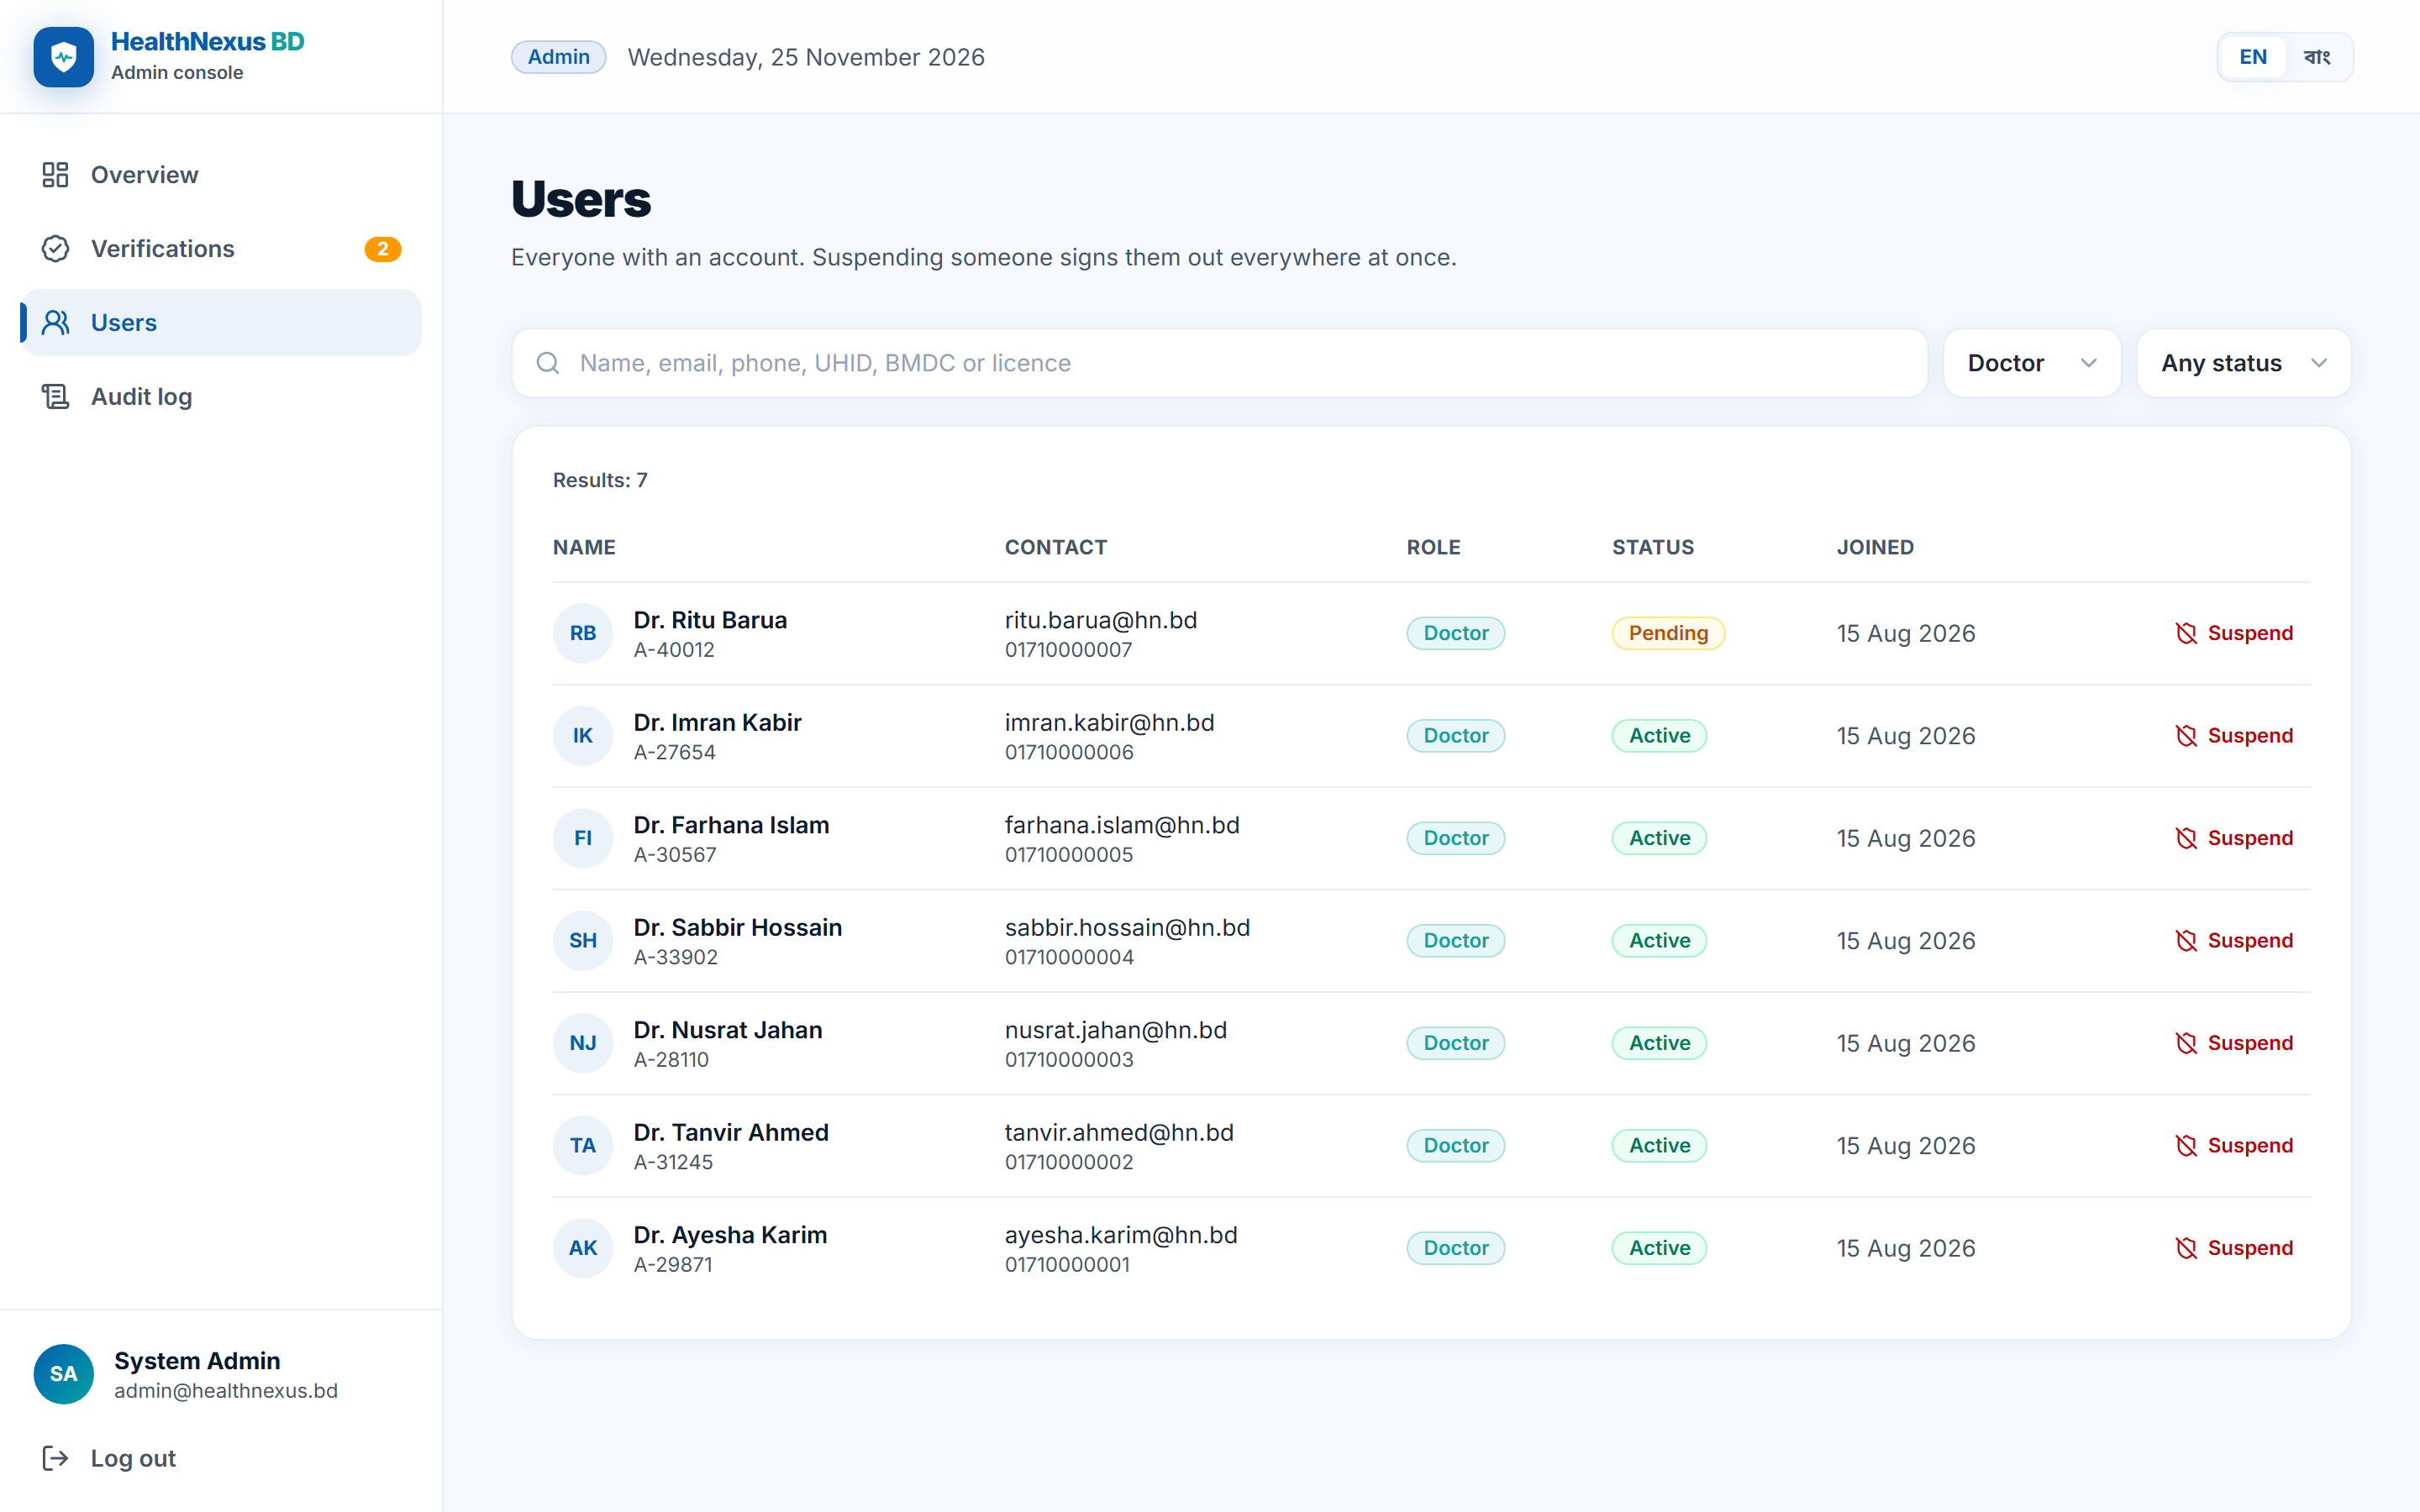 HealthNexus BD
Admin console
Overview
Verifications 2
Users
Audit log
System Admin
SA
admin@healthnexus.bd
Log out
Admin Wednesday, 25 November 2026 EN বাং
Users
Everyone with an account. Suspending someone signs them out everywhere at once.
Name, email, phone, UHID, BMDC or licence Doctor Any status
Results: 7
NAME CONTACT ROLE STATUS JOINED
RB Dr. Ritu Barua ritu.barua@hn.bd Doctor Pending 15 Aug 2026 Suspend
A-40012 01710000007
IK Dr. Imran Kabir imran.kabir@hn.bd Doctor Active 15 Aug 2026 Suspend
A-27654 01710000006
FI Dr. Farhana Islam farhana.islam@hn.bd Doctor Active 15 Aug 2026 Suspend
A-30567 01710000005
SH Dr. Sabbir Hossain sabbir.hossain@hn.bd Doctor Active 15 Aug 2026 Suspend
A-33902 01710000004
NJ Dr. Nusrat Jahan nusrat.jahan@hn.bd Doctor Active 15 Aug 2026 Suspend
A-28110 01710000003
TA Dr. Tanvir Ahmed tanvir.ahmed@hn.bd Doctor Active 15 Aug 2026 Suspend
A-31245 01710000002
AK Dr. Ayesha Karim ayesha.karim@hn.bd Doctor Active 15 Aug 2026 Suspend
A-29871 01710000001